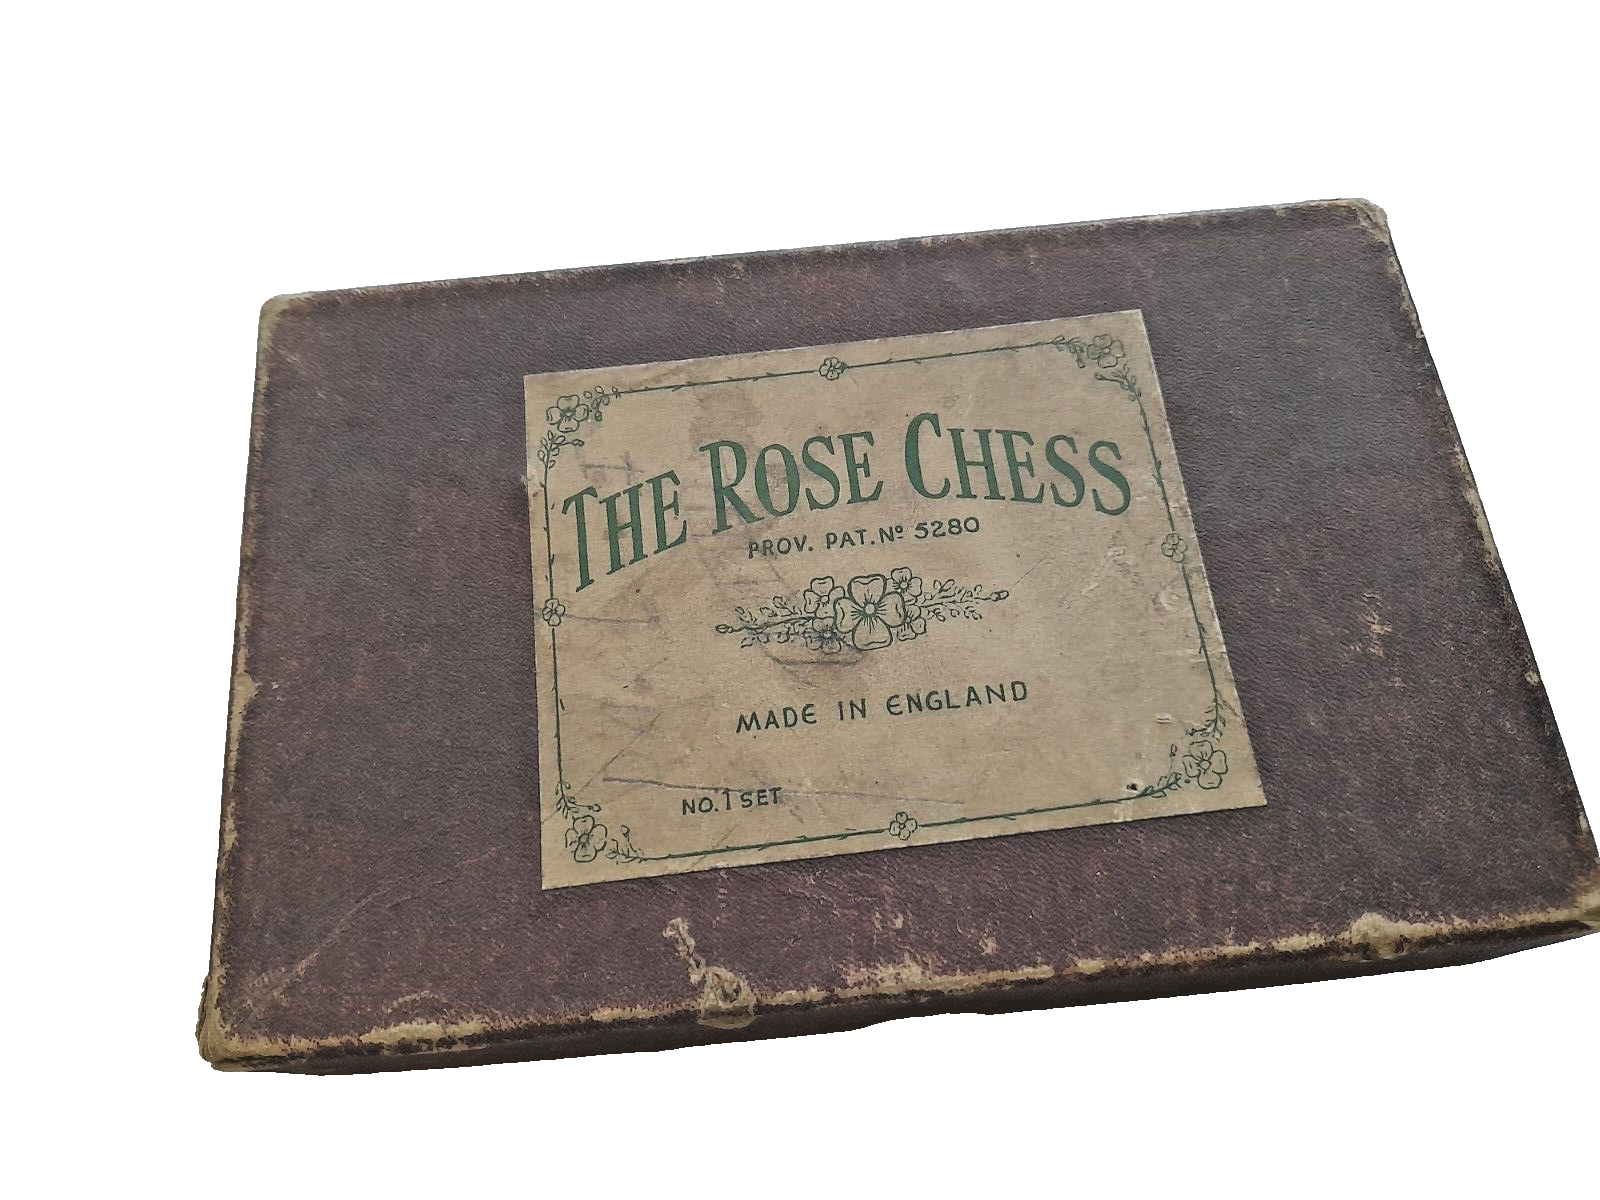 THE ROSE CHESS
PROV. PAT. Nº 5280
MADE IN ENGLAND
NO. 1 SET